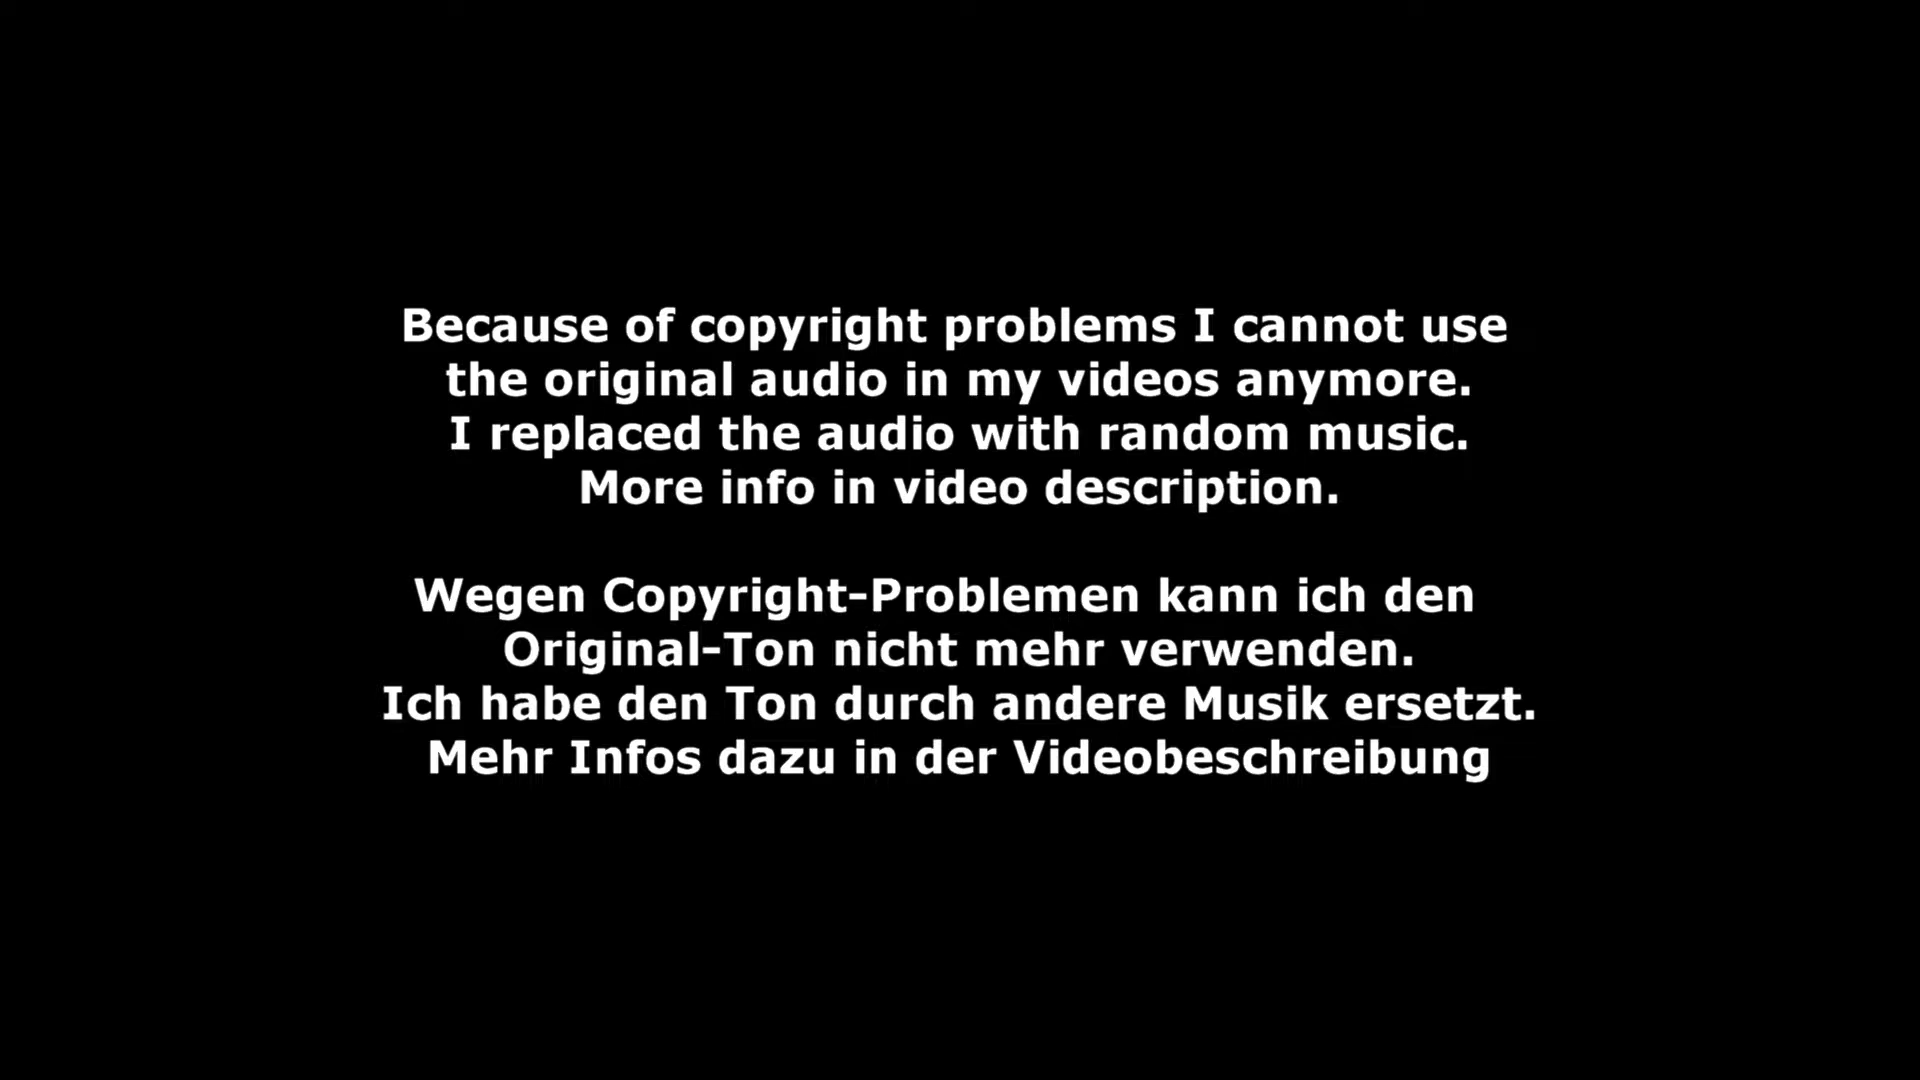 Because of copyright problems I cannot use
the original audio in my videos anymore.
I replaced the audio with random music.
More info in video description.
Wegen Copyright-Problemen kann ich den
Original-Ton nicht mehr verwenden.
Ich habe den Ton durch andere Musik ersetzt.
Mehr Infos dazu in der Videobeschreibung